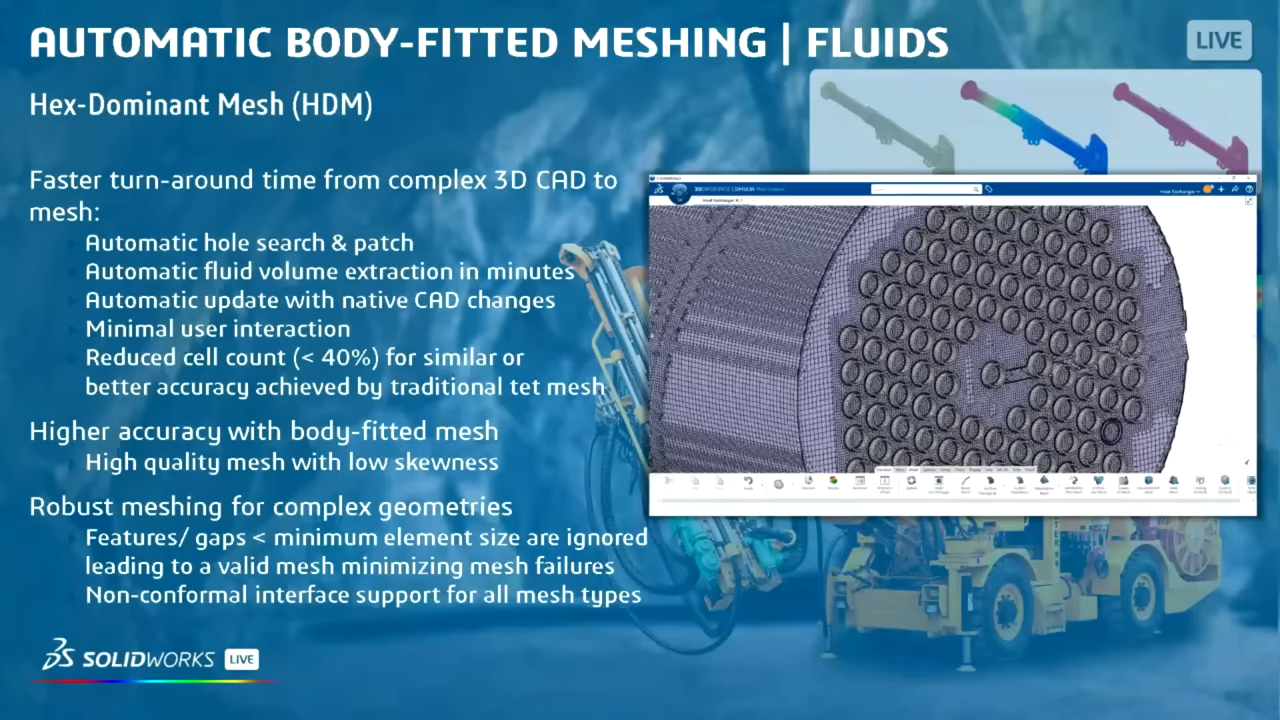 AUTOMATIC BODY-FITTED MESHING | FLUIDS
LIVE
Hex-Dominant Mesh (HDM)
Faster turn-around time from complex 3D CAD to
mesh:
Automatic hole search & patch
Automatic fluid volume extraction in minutes
Automatic update with native CAD changes
Minimal user interaction
Reduced cell count (< 40%) for similar or
better accuracy achieved by traditional tet mesh
Higher accuracy with body-fitted mesh
High quality mesh with low skewness
Robust meshing for complex geometries
Features/ gaps < minimum element size are ignored
leading to a valid mesh minimizing mesh failures
Non-conformal interface support for all mesh types
3DEXPERIENCE | SIMULIA
Heat Exchanger
SOLIDWORKS LIVE